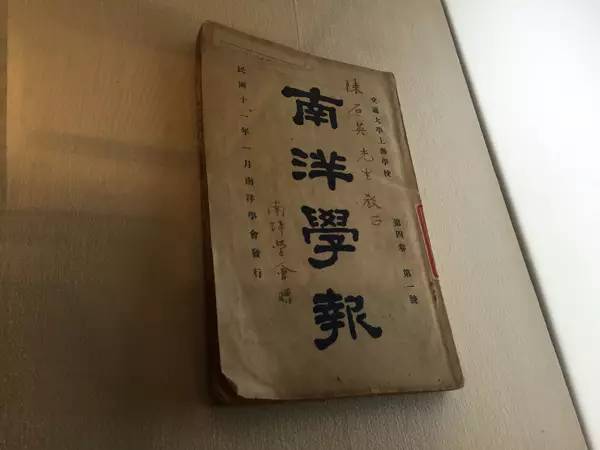 交通大學上海學校
第四卷 第一號
陳石英先生教正
南洋學報
南洋學會贈
民國十一年一月南洋學會發行